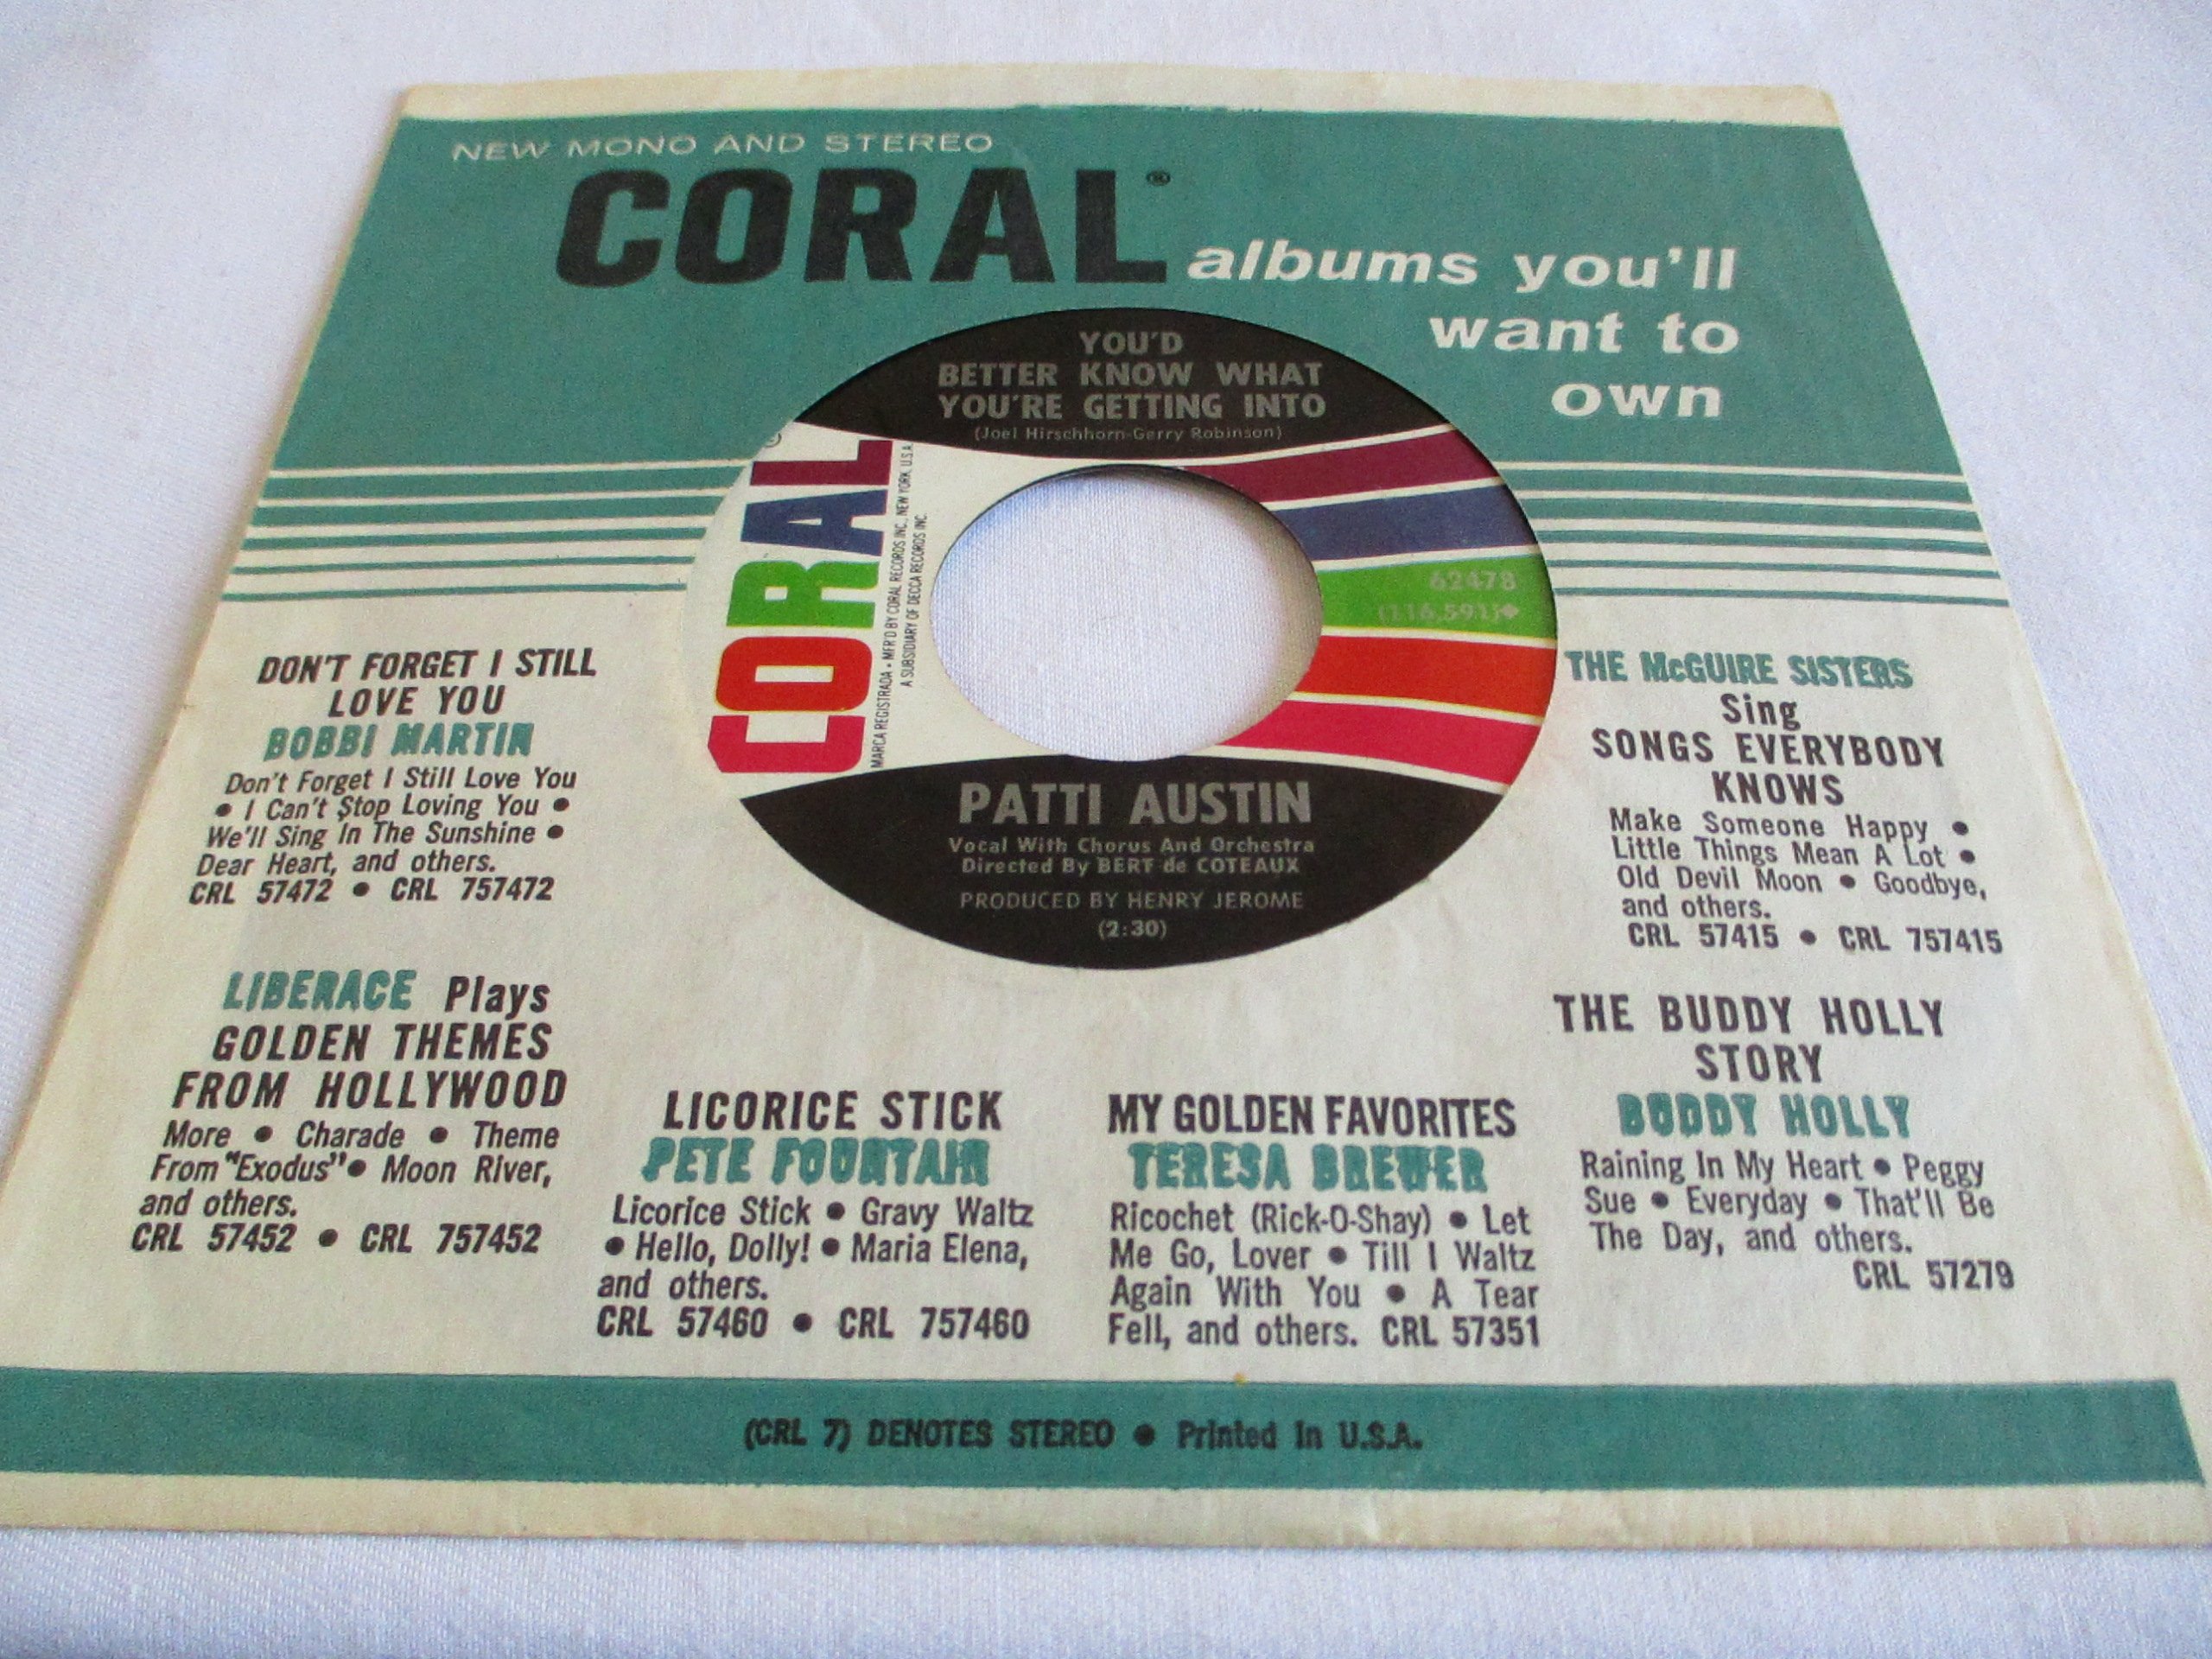 NEW MONO AND STEREO
CORAL®
albums you'll
want to
own
YOU'D
BETTER KNOW WHAT
YOU'RE GETTING INTO
(Joel Hirschhorn-Gerry Robinson)
CORAL
®
MARCA REGISTRADA • MFR'D BY CORAL RECORDS INC., NEW YORK, U.S.A.
A SUBSIDIARY OF DECCA RECORDS INC.
62478
(116,591)◆
PATTI AUSTIN
Vocal With Chorus And Orchestra
Directed By BERT de COTEAUX
PRODUCED BY HENRY JEROME
(2:30)
DON'T FORGET I STILL
LOVE YOU
BOBBI MARTIN
Don't Forget I Still Love You
• I Can't Stop Loving You •
We'll Sing In The Sunshine •
Dear Heart, and others.
CRL 57472 • CRL 757472
LIBERACE Plays
GOLDEN THEMES
FROM HOLLYWOOD
More • Charade • Theme
From "Exodus" • Moon River,
and others.
CRL 57452 • CRL 757452
LICORICE STICK
PETE FOUNTAIN
Licorice Stick • Gravy Waltz
• Hello, Dolly! • Maria Elena,
and others.
CRL 57460 • CRL 757460
MY GOLDEN FAVORITES
TERESA BREWER
Ricochet (Rick-O-Shay) • Let
Me Go, Lover • Till I Waltz
Again With You • A Tear
Fell, and others. CRL 57351
THE McGUIRE SISTERS
Sing
SONGS EVERYBODY
KNOWS
Make Someone Happy •
Little Things Mean A Lot •
Old Devil Moon • Goodbye,
and others.
CRL 57415 • CRL 757415
THE BUDDY HOLLY
STORY
BUDDY HOLLY
Raining In My Heart • Peggy
Sue • Everyday • That'll Be
The Day, and others.
CRL 57279
(CRL 7) DENOTES STEREO • Printed In U.S.A.